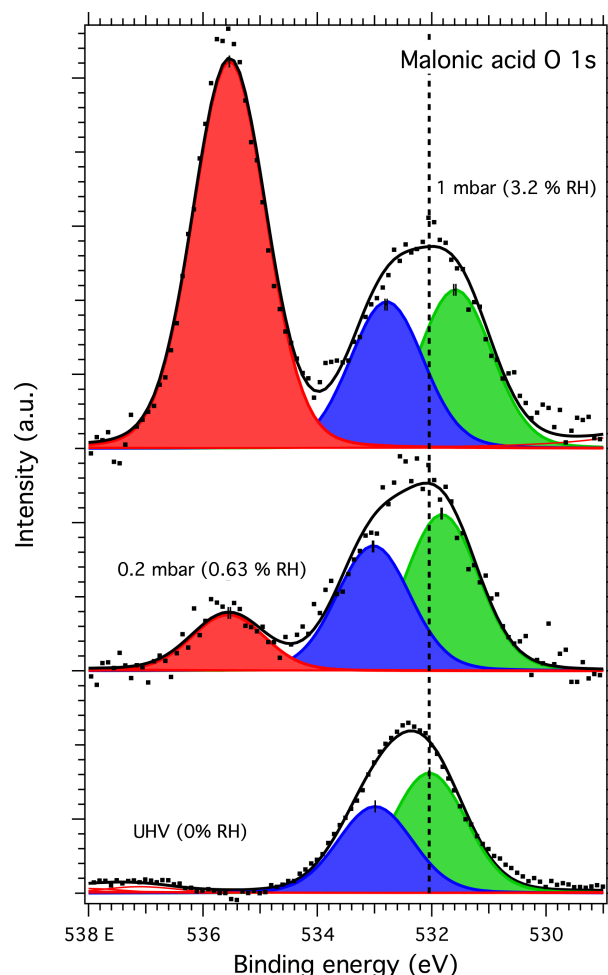 Malonic acid O 1s
1 mbar (3.2 % RH)
Intensity (a.u.)
0.2 mbar (0.63 % RH)
UHV (0% RH)
538 E
536
534
532
530
Binding energy (eV)